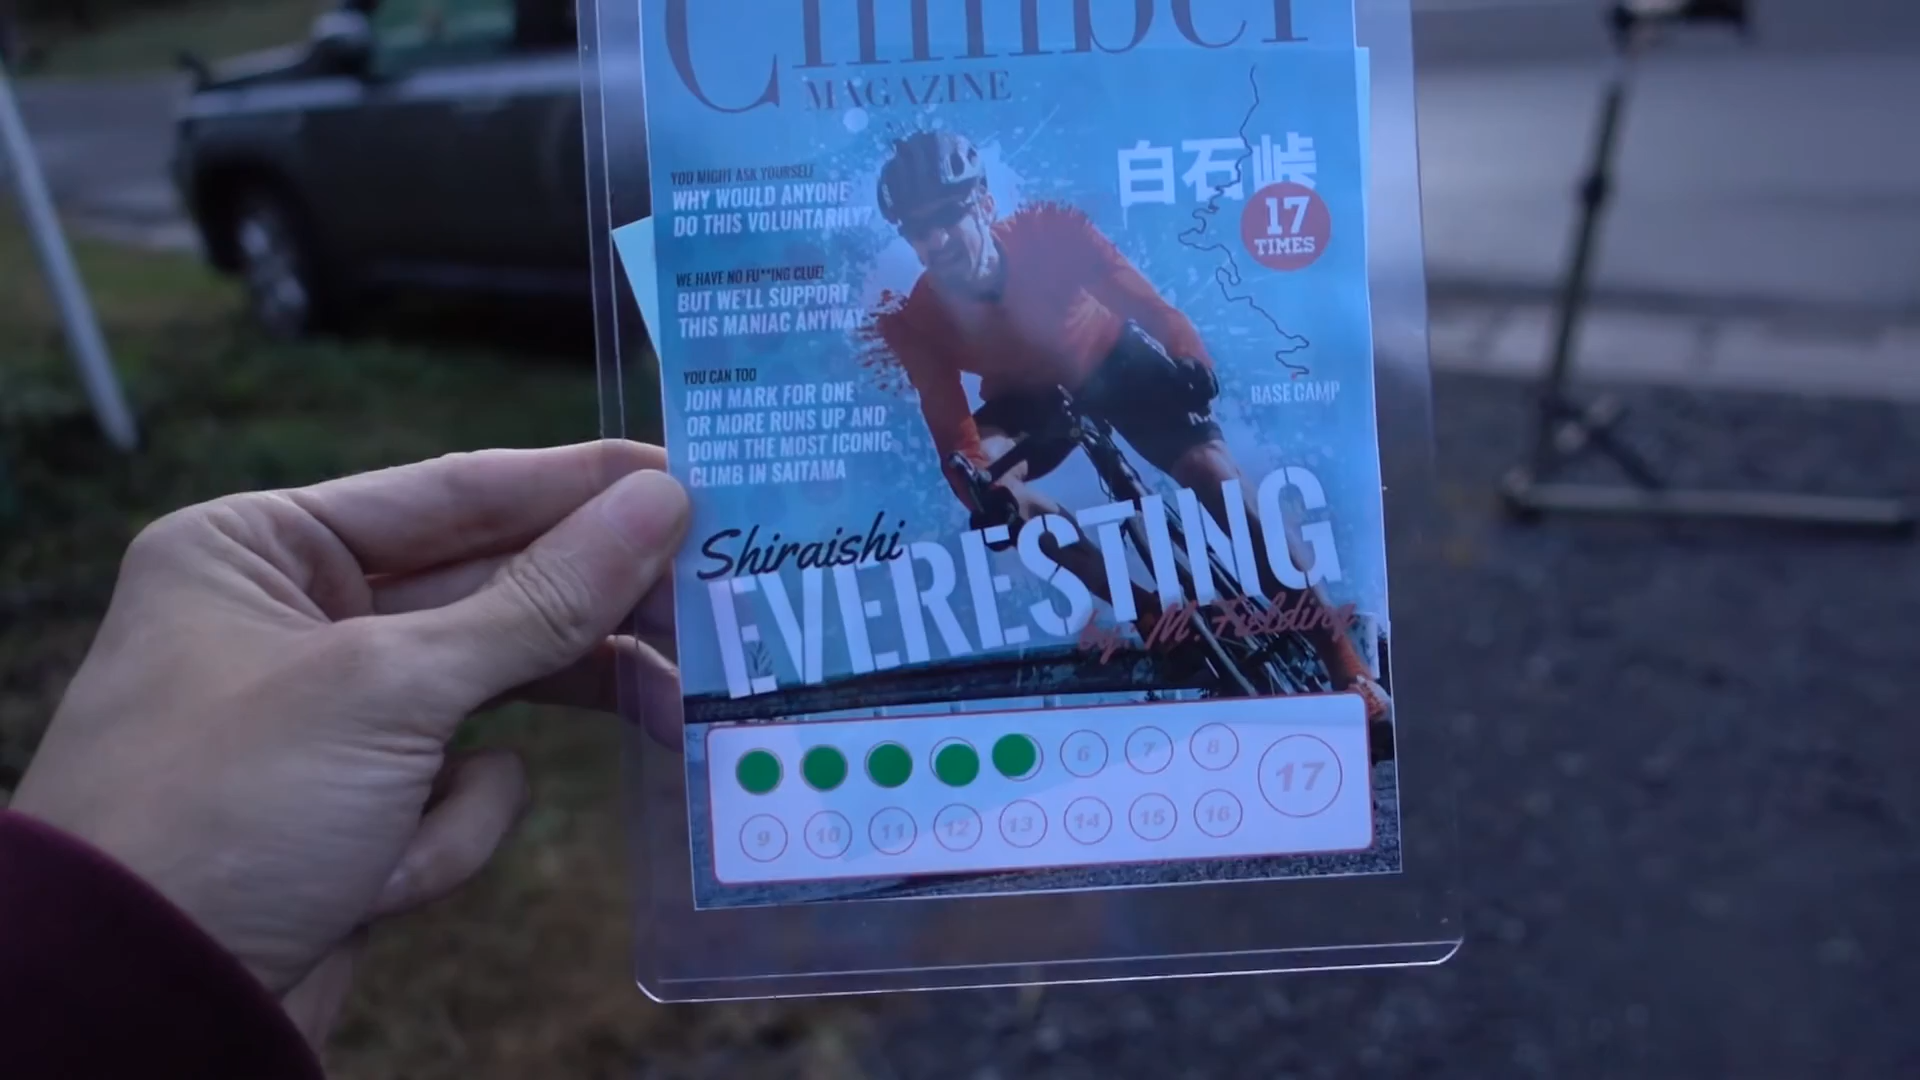 Climber
MAGAZINE
YOU MIGHT ASK YOURSELF
WHY WOULD ANYONE
DO THIS VOLUNTARILY?
WE HAVE NO FU**ING CLUE!
BUT WE'LL SUPPORT
THIS MANIAC ANYWAY
YOU CAN TOO
JOIN MARK FOR ONE
OR MORE RUNS UP AND
DOWN THE MOST ICONIC
CLIMB IN SAITAMA
白石峠
17
TIMES
BASE CAMP
Shiraishi
EVERESTING
by. M. Fielding
6 7 8
17
9 10 11 12 13 14 15 16